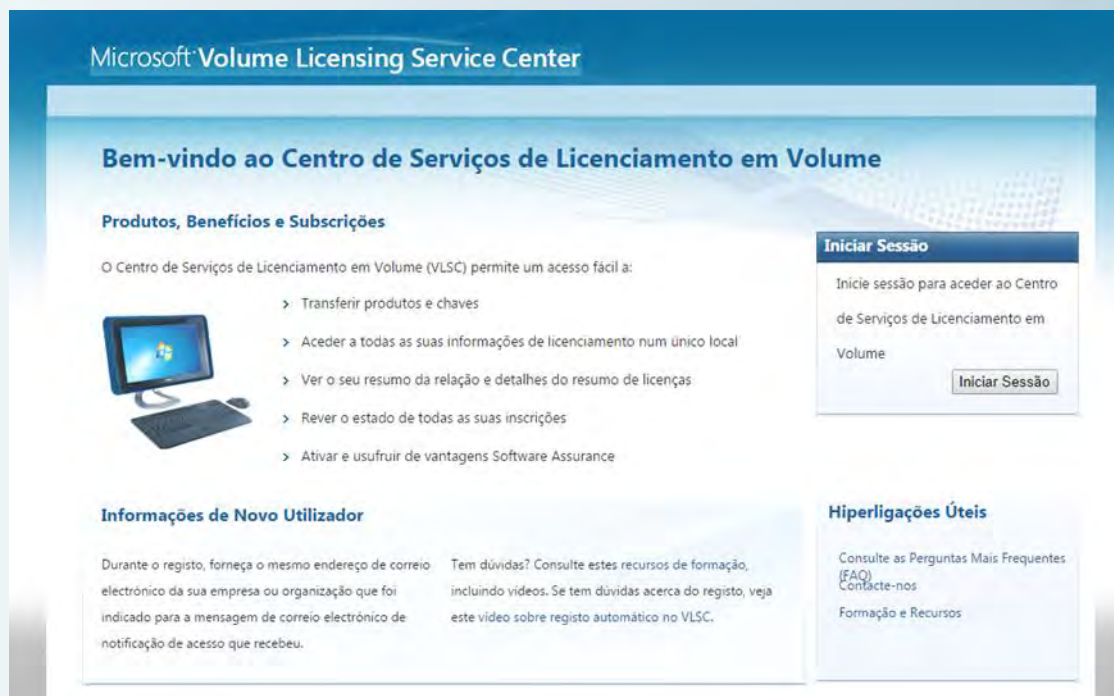 Microsoft Volume Licensing Service Center
Bem-vindo ao Centro de Serviços de Licenciamento em Volume
Produtos, Benefícios e Subscrições
O Centro de Serviços de Licenciamento em Volume (VLSC) permite um acesso fácil a:
> Transferir produtos e chaves
> Aceder a todas as suas informações de licenciamento num único local
> Ver o seu resumo da relação e detalhes do resumo de licenças
> Rever o estado de todas as suas inscrições
> Ativar e usufruir de vantagens Software Assurance
Iniciar Sessão
Inicie sessão para aceder ao Centro
de Serviços de Licenciamento em
Volume
Iniciar Sessão
Informações de Novo Utilizador
Durante o registo, forneça o mesmo endereço de correio
electrónico da sua empresa ou organização que foi
indicado para a mensagem de correio electrónico de
notificação de acesso que recebeu.
Tem dúvidas? Consulte estes recursos de formação,
incluindo vídeos. Se tem dúvidas acerca do registo, veja
este vídeo sobre registo automático no VLSC.
Hiperligações Úteis
Consulte as Perguntas Mais Frequentes
(FAQ)
Contacte-nos
Formação e Recursos